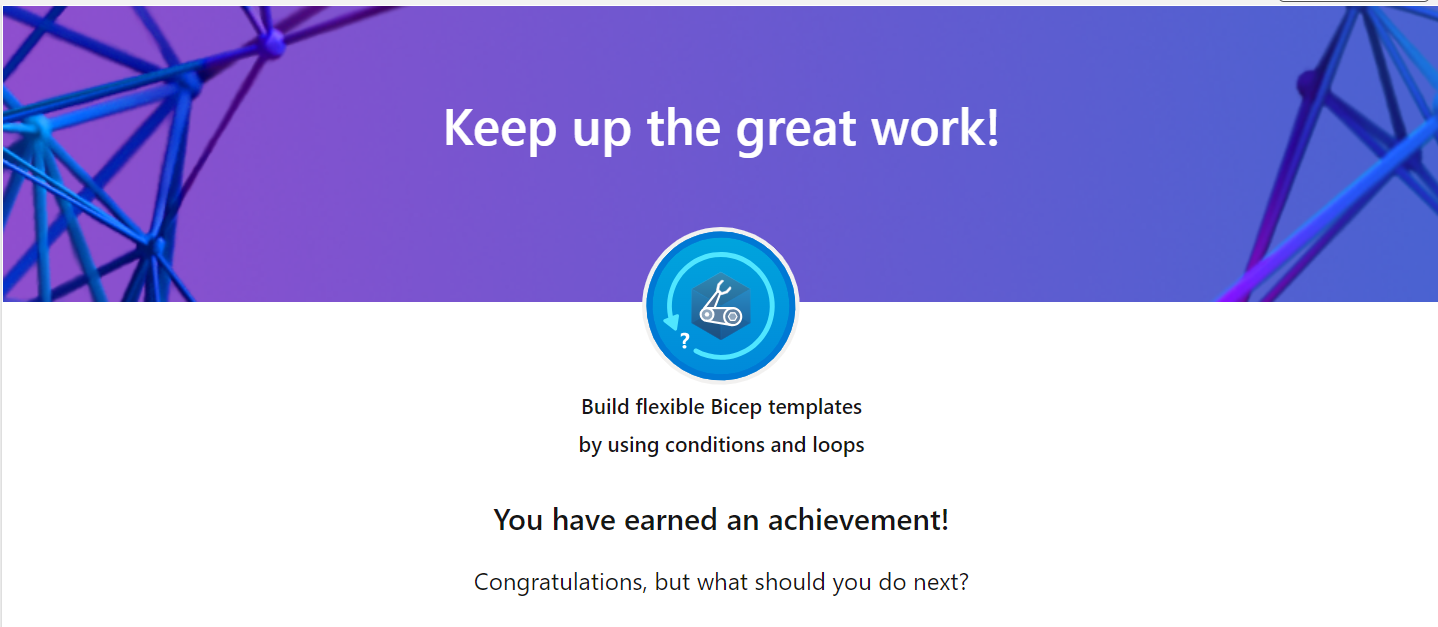 Keep up the great work!
?
Build flexible Bicep templates
by using conditions and loops
You have earned an achievement!
Congratulations, but what should you do next?